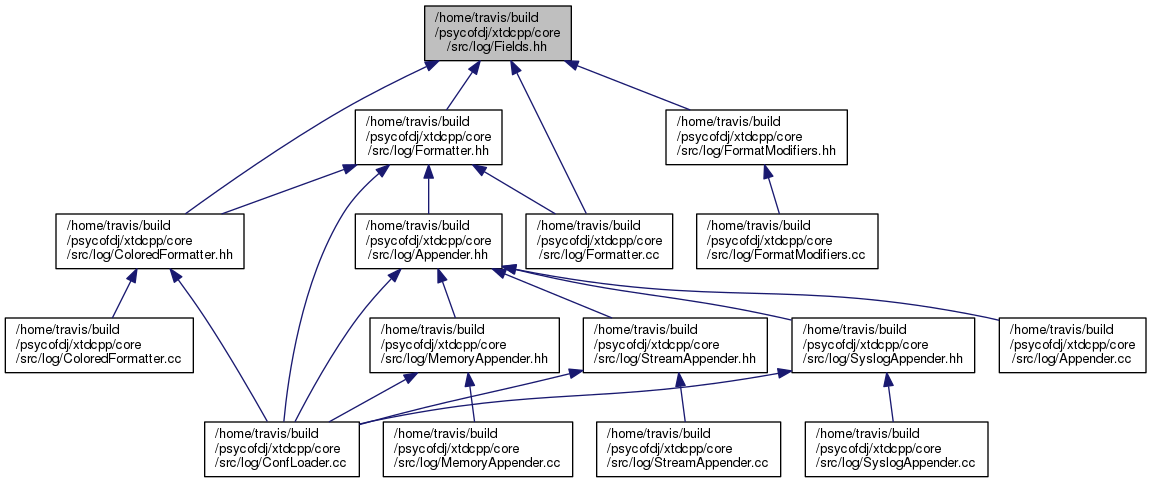 /home/travis/build
/psycofdj/xtdcpp/core
/src/log/Fields.hh
/home/travis/build
/psycofdj/xtdcpp/core
/src/log/Formatter.hh
/home/travis/build
/psycofdj/xtdcpp/core
/src/log/FormatModifiers.hh
/home/travis/build
/psycofdj/xtdcpp/core
/src/log/ColoredFormatter.hh
/home/travis/build
/psycofdj/xtdcpp/core
/src/log/Appender.hh
/home/travis/build
/psycofdj/xtdcpp/core
/src/log/Formatter.cc
/home/travis/build
/psycofdj/xtdcpp/core
/src/log/FormatModifiers.cc
/home/travis/build
/psycofdj/xtdcpp/core
/src/log/ColoredFormatter.cc
/home/travis/build
/psycofdj/xtdcpp/core
/src/log/MemoryAppender.hh
/home/travis/build
/psycofdj/xtdcpp/core
/src/log/StreamAppender.hh
/home/travis/build
/psycofdj/xtdcpp/core
/src/log/SyslogAppender.hh
/home/travis/build
/psycofdj/xtdcpp/core
/src/log/Appender.cc
/home/travis/build
/psycofdj/xtdcpp/core
/src/log/ConfLoader.cc
/home/travis/build
/psycofdj/xtdcpp/core
/src/log/MemoryAppender.cc
/home/travis/build
/psycofdj/xtdcpp/core
/src/log/StreamAppender.cc
/home/travis/build
/psycofdj/xtdcpp/core
/src/log/SyslogAppender.cc